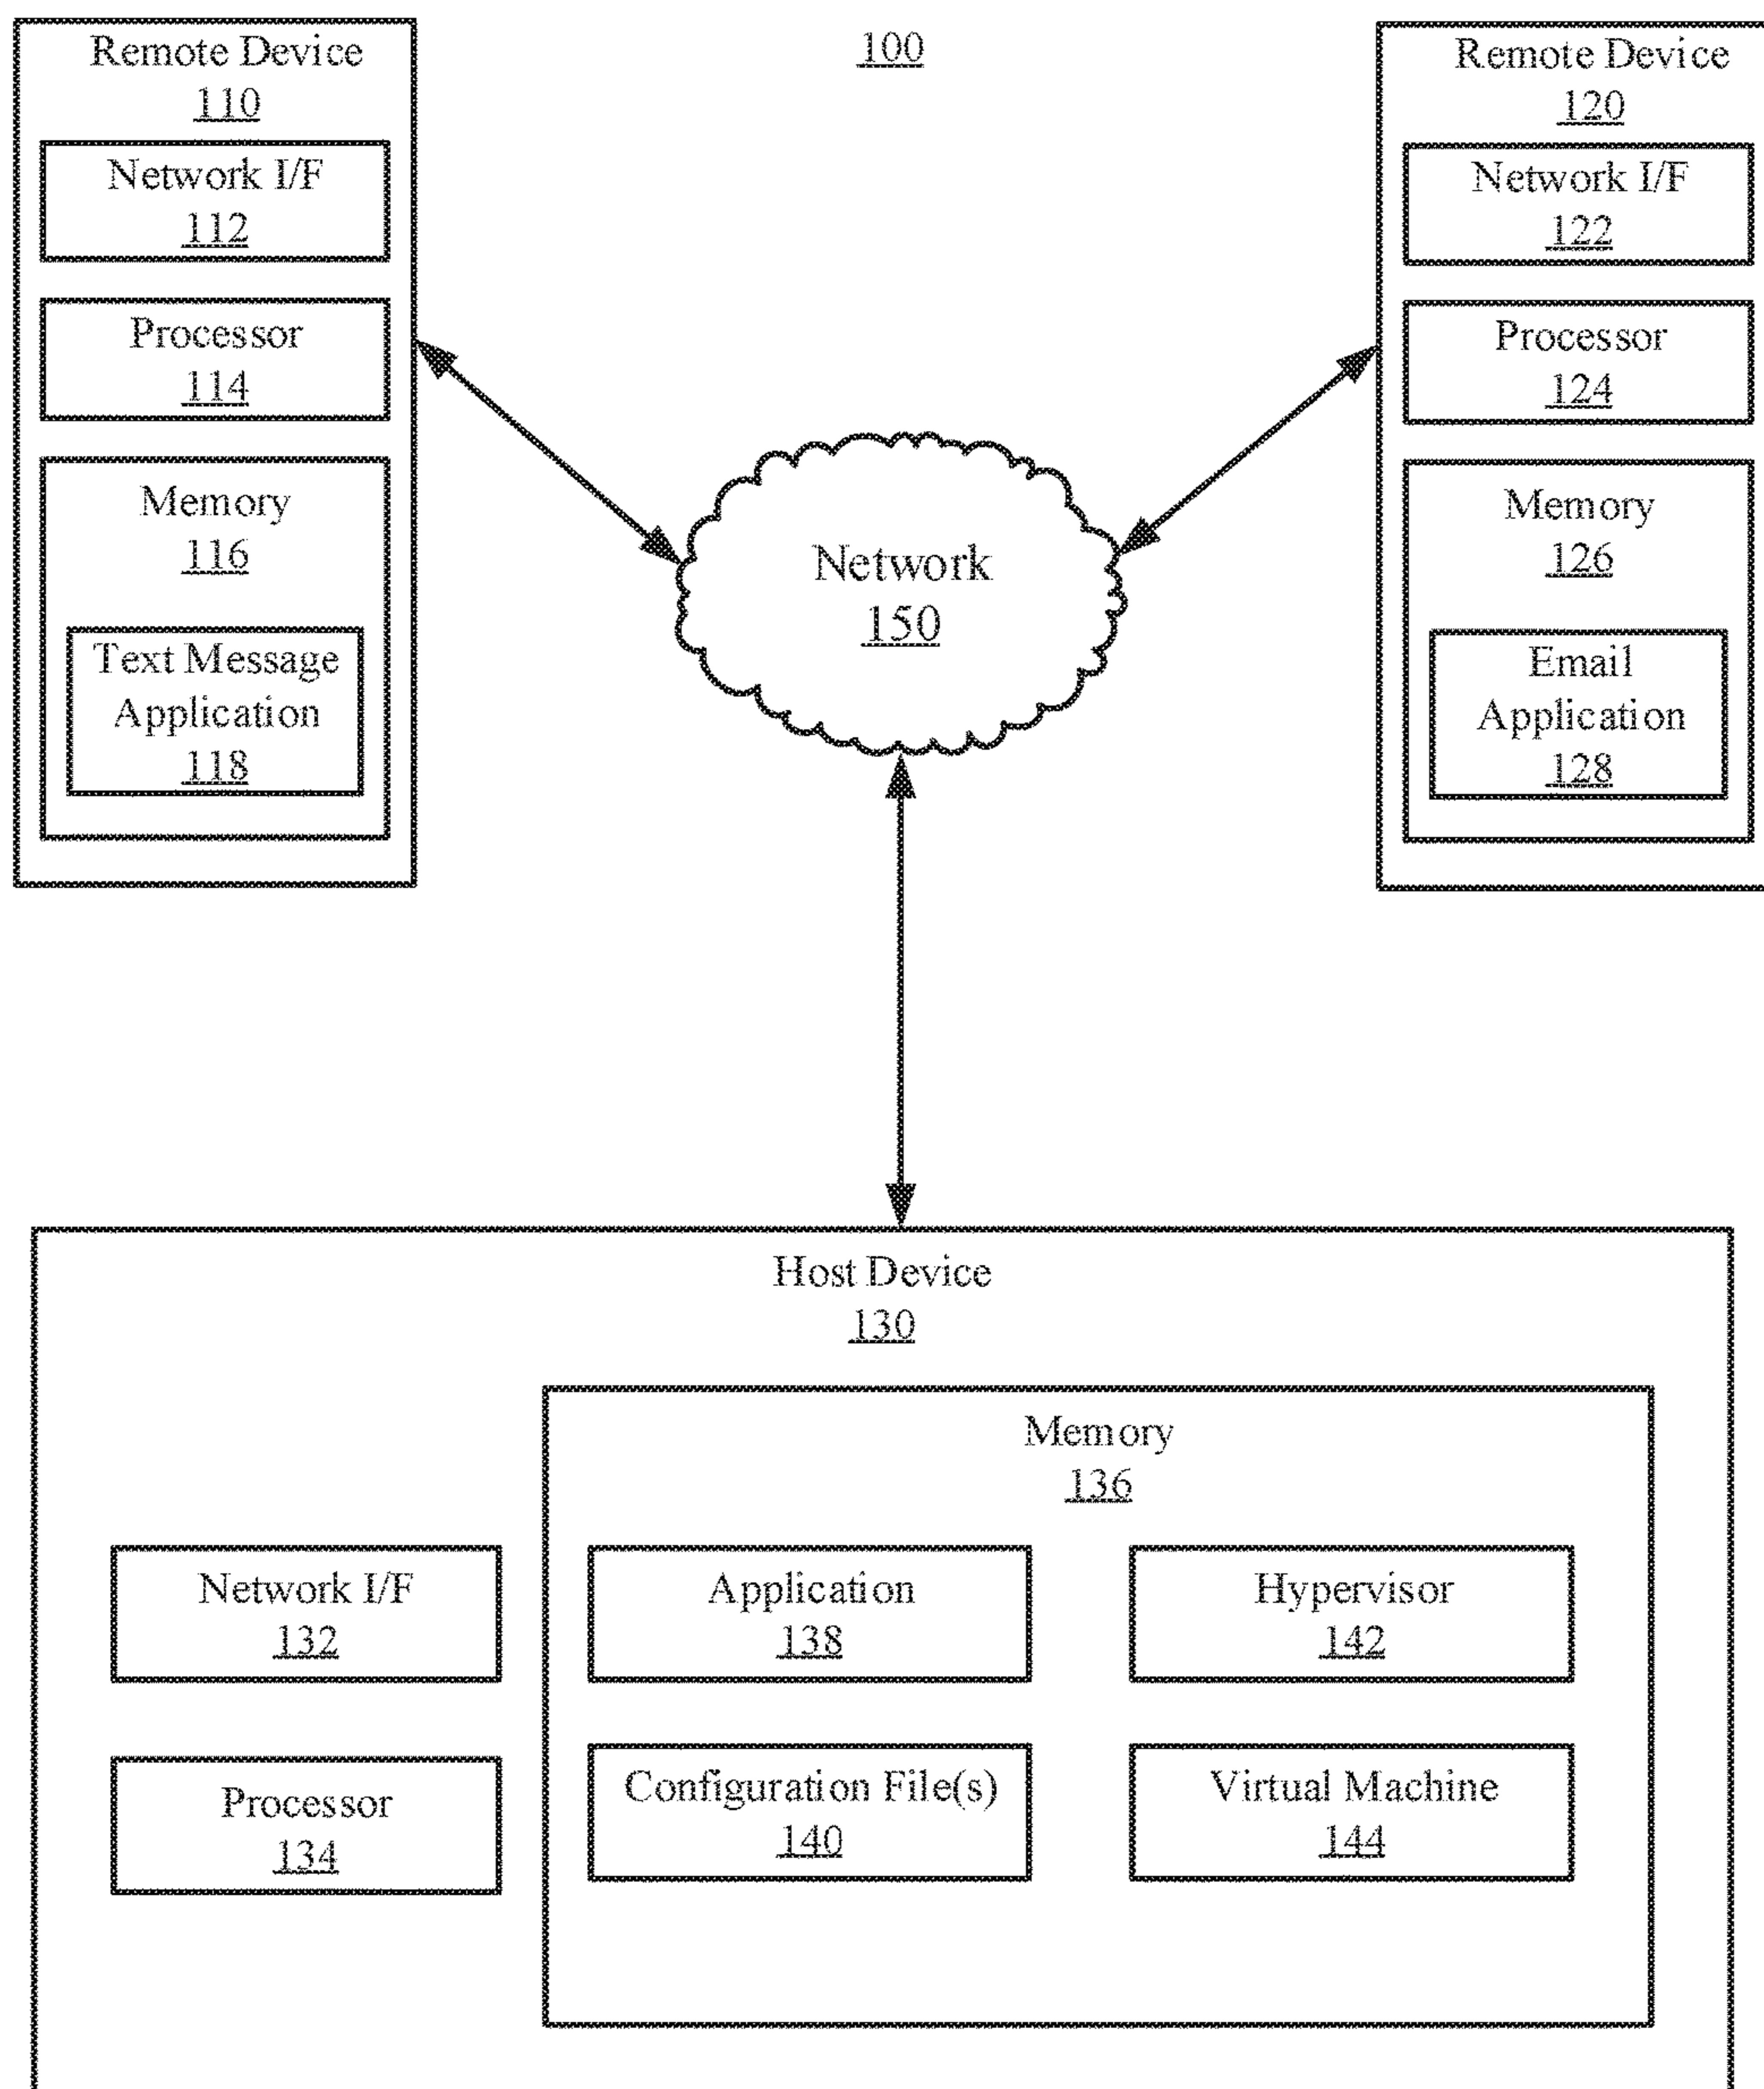 Remote Device
110
Network I/F
112
Processor
114
Memory
116
Text Message
Application
118
100
Remote Device
120
Network I/F
122
Processor
124
Memory
126
Email
Application
128
Network
150
Host Device
130
Network I/F
132
Processor
134
Memory
136
Application
138
Hypervisor
142
Configuration File(s)
140
Virtual Machine
144